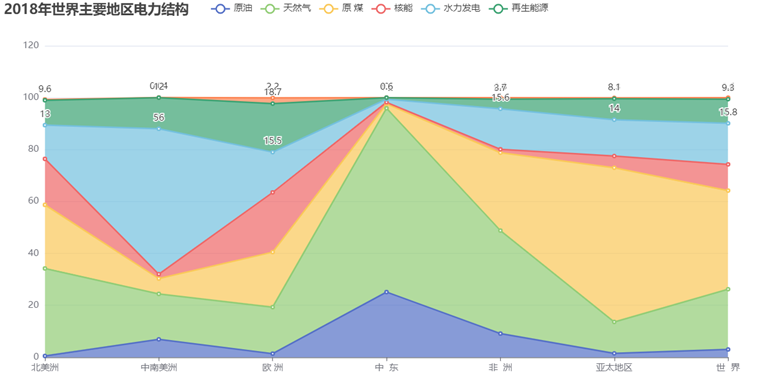 2018年世界主要地区电力结构
原油 天然气 原 煤 核能 水力发电 再生能源
120
100
80
60
40
20
0
9.6 2.2 0.6 8.1 9.3
13 56 18.7 15.6 14 15.8
15.5
北美洲 中南美洲 欧 洲 中 东 非 洲 亚太地区 世 界